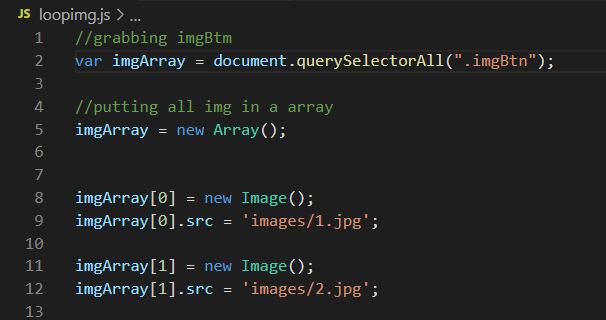 JS loopimg.js > ...
1 //grabbing imgBtm
2 var imgArray = document.querySelectorAll(".imgBtn");
3
4 //putting all img in a array
5 imgArray = new Array();
6
7
8 imgArray[0] = new Image();
9 imgArray[0].src = 'images/1.jpg';
10
11 imgArray[1] = new Image();
12 imgArray[1].src = 'images/2.jpg';
13